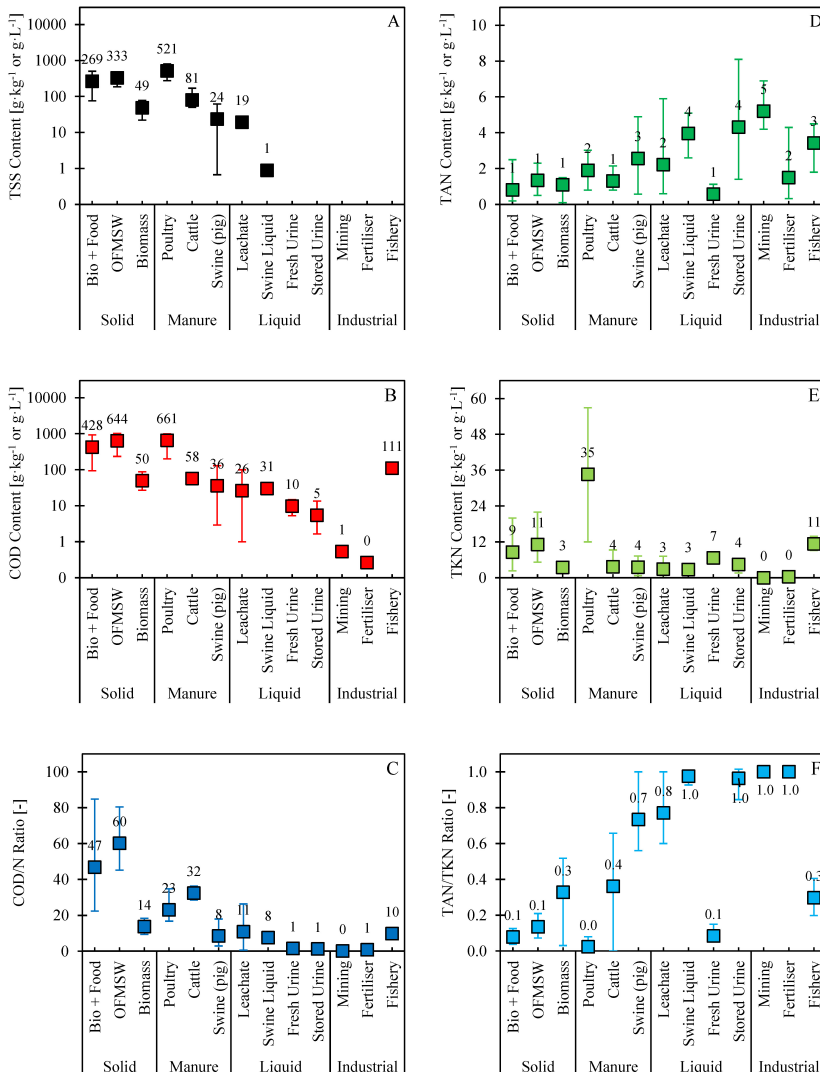 A
TSS Content [g·kg⁻¹ or g·L⁻¹]
10000
1000
100
10
1
0
269
333
49
521
81
24
19
1
Bio + Food
OFMSW
Biomass
Poultry
Cattle
Swine (pig)
Leachate
Swine Liquid
Fresh Urine
Stored Urine
Mining
Fertiliser
Fishery
Solid Manure Liquid Industrial
D
TAN Content [g·kg⁻¹ or g·L⁻¹]
10
8
6
4
2
0
1
1
1
2
1
3
2
4
1
4
5
2
3
Bio + Food
OFMSW
Biomass
Poultry
Cattle
Swine (pig)
Leachate
Swine Liquid
Fresh Urine
Stored Urine
Mining
Fertiliser
Fishery
Solid Manure Liquid Industrial
B
COD Content [g·kg⁻¹ or g·L⁻¹]
10000
1000
100
10
1
0
428
644
50
661
58
36
26
31
10
5
1
0
111
Bio + Food
OFMSW
Biomass
Poultry
Cattle
Swine (pig)
Leachate
Swine Liquid
Fresh Urine
Stored Urine
Mining
Fertiliser
Fishery
Solid Manure Liquid Industrial
E
TKN Content [g·kg⁻¹ or g·L⁻¹]
60
48
36
24
12
0
9
11
3
35
4
4
3
3
7
4
0
0
11
Bio + Food
OFMSW
Biomass
Poultry
Cattle
Swine (pig)
Leachate
Swine Liquid
Fresh Urine
Stored Urine
Mining
Fertiliser
Fishery
Solid Manure Liquid Industrial
C
COD/N Ratio [-]
100
80
60
40
20
0
47
60
14
23
32
8
11
8
1
1
0
1
10
Bio + Food
OFMSW
Biomass
Poultry
Cattle
Swine (pig)
Leachate
Swine Liquid
Fresh Urine
Stored Urine
Mining
Fertiliser
Fishery
Solid Manure Liquid Industrial
F
TAN/TKN Ratio [-]
1.0
0.8
0.6
0.4
0.2
0.0
0.1
0.1
0.3
0.0
0.4
0.7
0.8
1.0
0.1
1.0
1.0
1.0
0.3
Bio + Food
OFMSW
Biomass
Poultry
Cattle
Swine (pig)
Leachate
Swine Liquid
Fresh Urine
Stored Urine
Mining
Fertiliser
Fishery
Solid Manure Liquid Industrial